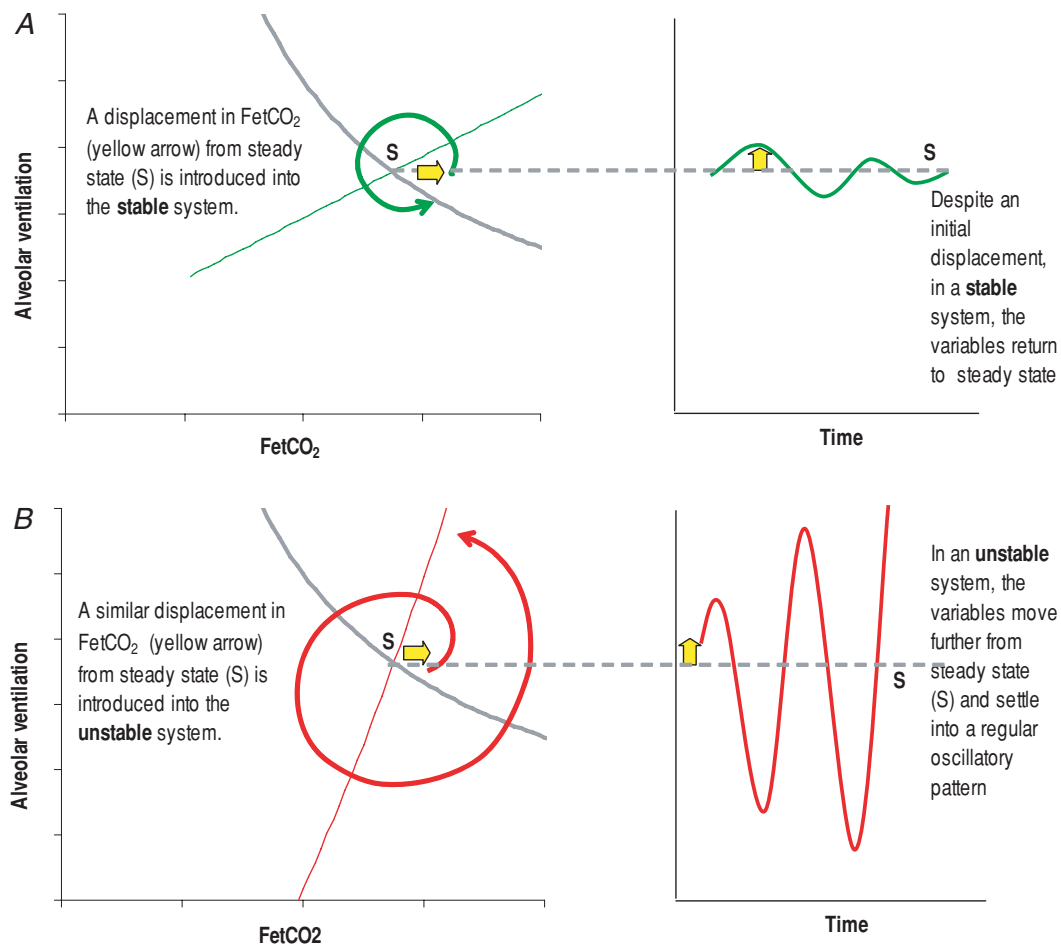 A
Alveolar ventilation
A displacement in FetCO₂
(yellow arrow) from steady
state (S) is introduced into
the stable system.
S
FetCO₂
S
Despite an
initial
displacement,
in a stable
system, the
variables return
to steady state
Time
B
Alveolar ventilation
A similar displacement in
FetCO₂ (yellow arrow)
from steady state (S) is
introduced into the
unstable system.
S
FetCO2
S
In an unstable
system, the
variables move
further from
steady state
(S) and settle
into a regular
oscillatory
pattern
Time